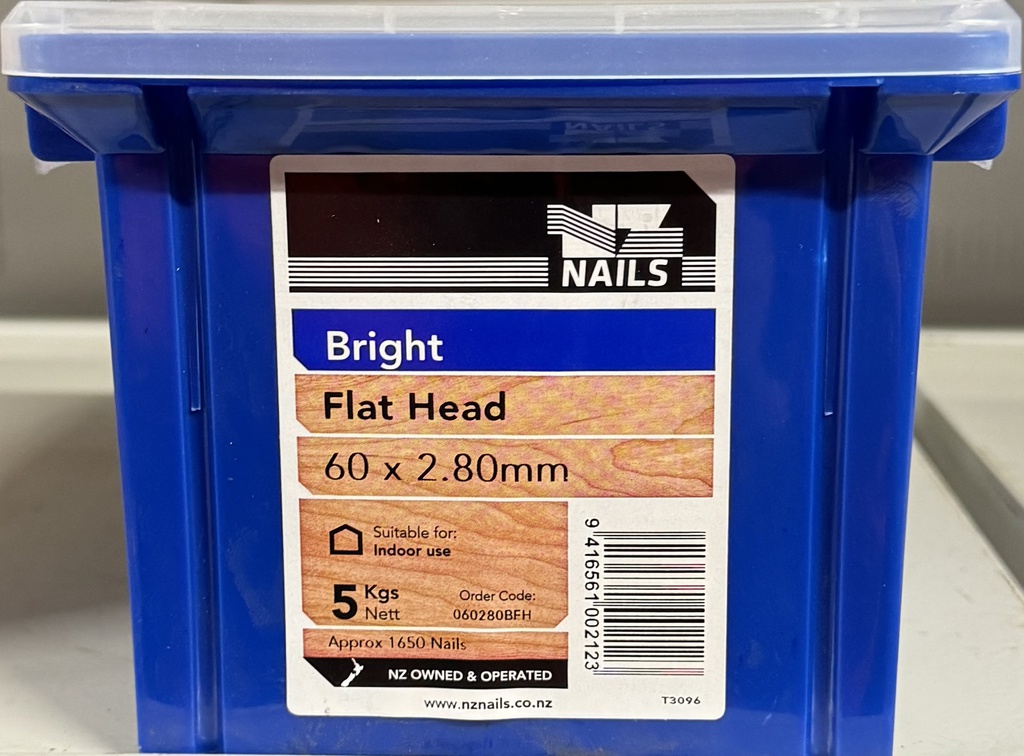 NZ
NAILS
Bright
Flat Head
60 x 2.80mm
Suitable for:
Indoor use
5 Kgs
Nett
Order Code:
060280BFH
Approx 1650 Nails
NZ OWNED & OPERATED
www.nznails.co.nz
T3096
9 416561 002123